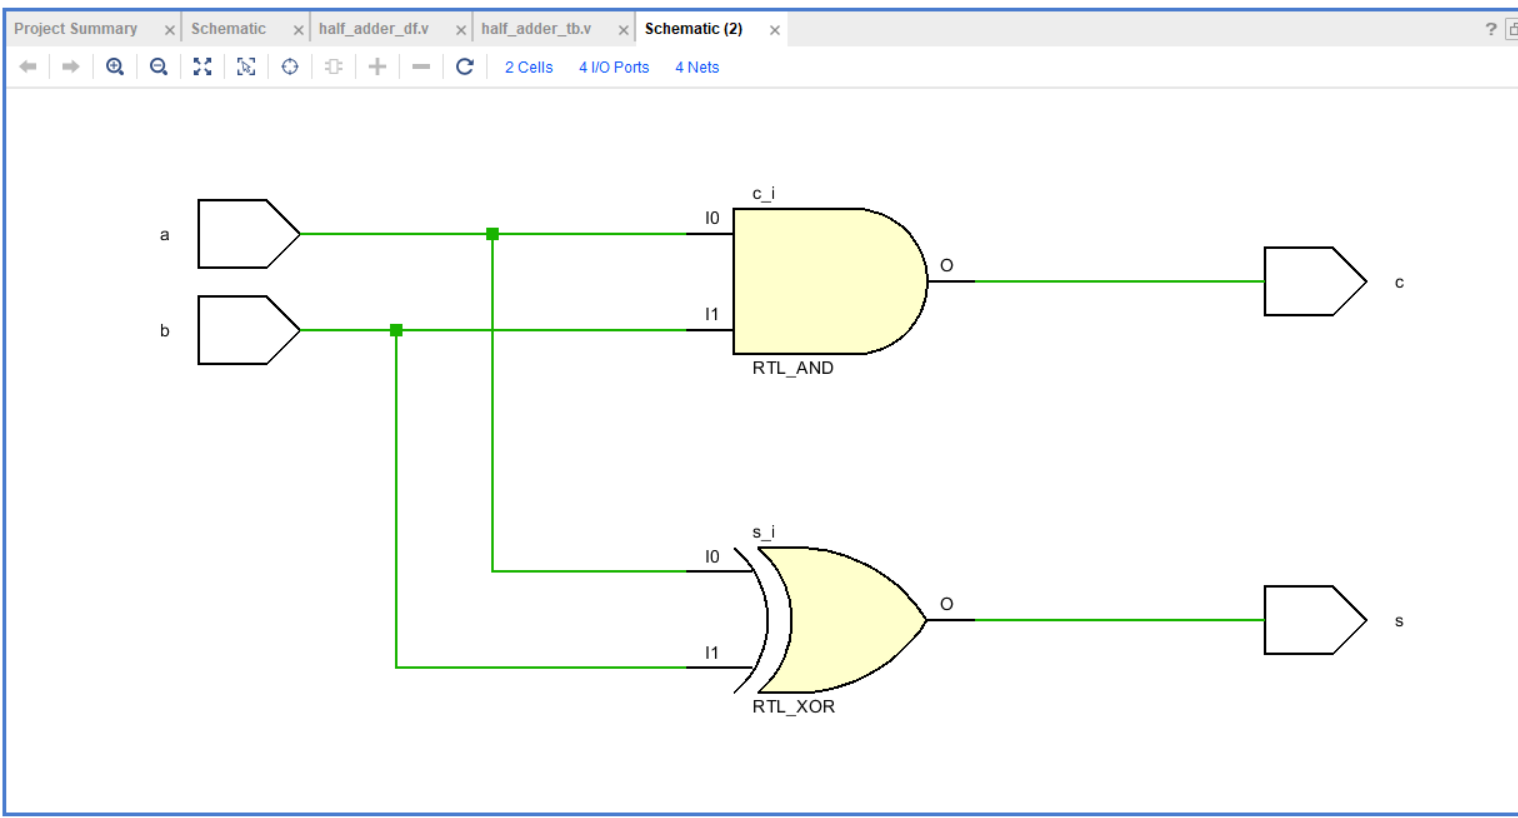 Project Summary × Schematic × half_adder_df.v × half_adder_tb.v × Schematic (2) × ?
2 Cells 4 I/O Ports 4 Nets
c_i
I0
a
O
c
I1
b
RTL_AND
s_i
I0
O
s
I1
RTL_XOR